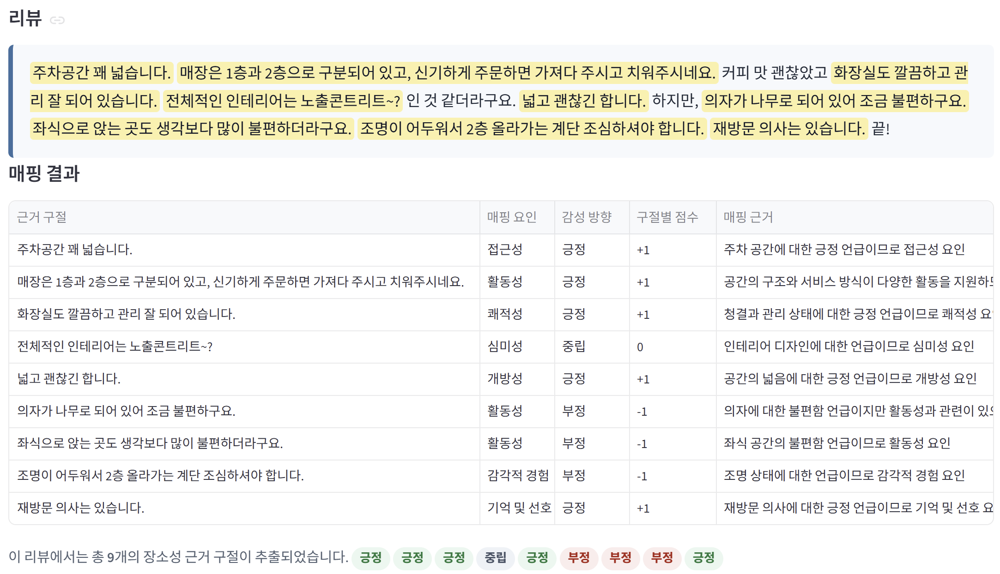 리뷰
주차공간 꽤 넓습니다. 매장은 1층과 2층으로 구분되어 있고, 신기하게 주문하면 가져다 주시고 치워주시네요. 커피 맛 괜찮았고 화장실도 깔끔하고 관
리 잘 되어 있습니다. 전체적인 인테리어는 노출콘트리트~? 인 것 같더라구요. 넓고 괜찮긴 합니다. 하지만, 의자가 나무로 되어 있어 조금 불편하구요.
좌식으로 앉는 곳도 생각보다 많이 불편하더라구요. 조명이 어두워서 2층 올라가는 계단 조심하셔야 합니다. 재방문 의사는 있습니다. 끝!
매핑 결과
근거 구절 매핑 요인 감성 방향 구절별 점수 매핑 근거
주차공간 꽤 넓습니다. 접근성 긍정 +1 주차 공간에 대한 긍정 언급이므로 접근성 요인
매장은 1층과 2층으로 구분되어 있고, 신기하게 주문하면 가져다 주시고 치워주시네요. 활동성 긍정 +1 공간의 구조와 서비스 방식이 다양한 활동을 지원하
화장실도 깔끔하고 관리 잘 되어 있습니다. 쾌적성 긍정 +1 청결과 관리 상태에 대한 긍정 언급이므로 쾌적성 요
전체적인 인테리어는 노출콘트리트~? 심미성 중립 0 인테리어 디자인에 대한 언급이므로 심미성 요인
넓고 괜찮긴 합니다. 개방성 긍정 +1 공간의 넓음에 대한 긍정 언급이므로 개방성 요인
의자가 나무로 되어 있어 조금 불편하구요. 활동성 부정 -1 의자에 대한 불편함 언급이지만 활동성과 관련이 있
좌식으로 앉는 곳도 생각보다 많이 불편하더라구요. 활동성 부정 -1 좌식 공간의 불편함 언급이므로 활동성 요인
조명이 어두워서 2층 올라가는 계단 조심하셔야 합니다. 감각적 경험 부정 -1 조명 상태에 대한 언급이므로 감각적 경험 요인
재방문 의사는 있습니다. 기억 및 선호 긍정 +1 재방문 의사에 대한 긍정 언급이므로 기억 및 선호 요
이 리뷰에서는 총 9개의 장소성 근거 구절이 추출되었습니다. 긍정 긍정 긍정 중립 긍정 부정 부정 부정 긍정